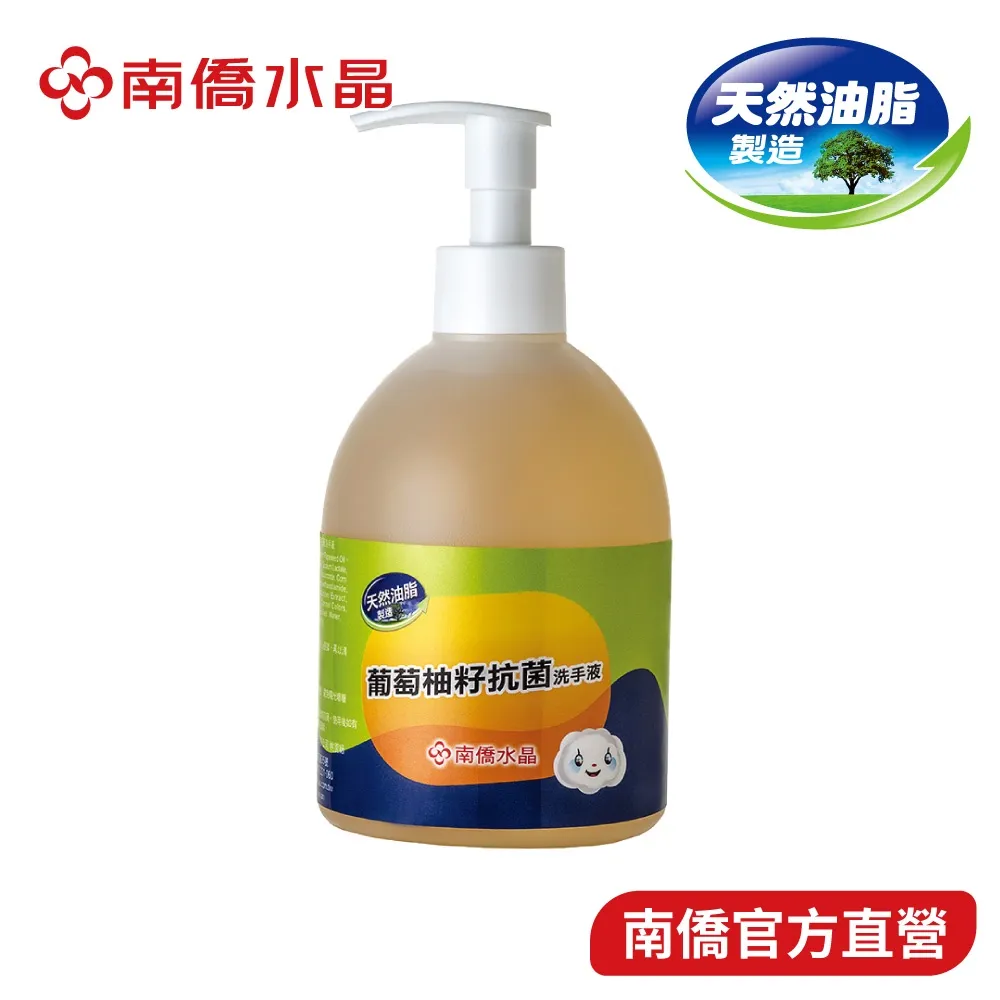 南僑水晶
天然油脂
製造
天然油脂
製造
葡萄柚籽抗菌洗手液
南僑水晶
南僑官方直營